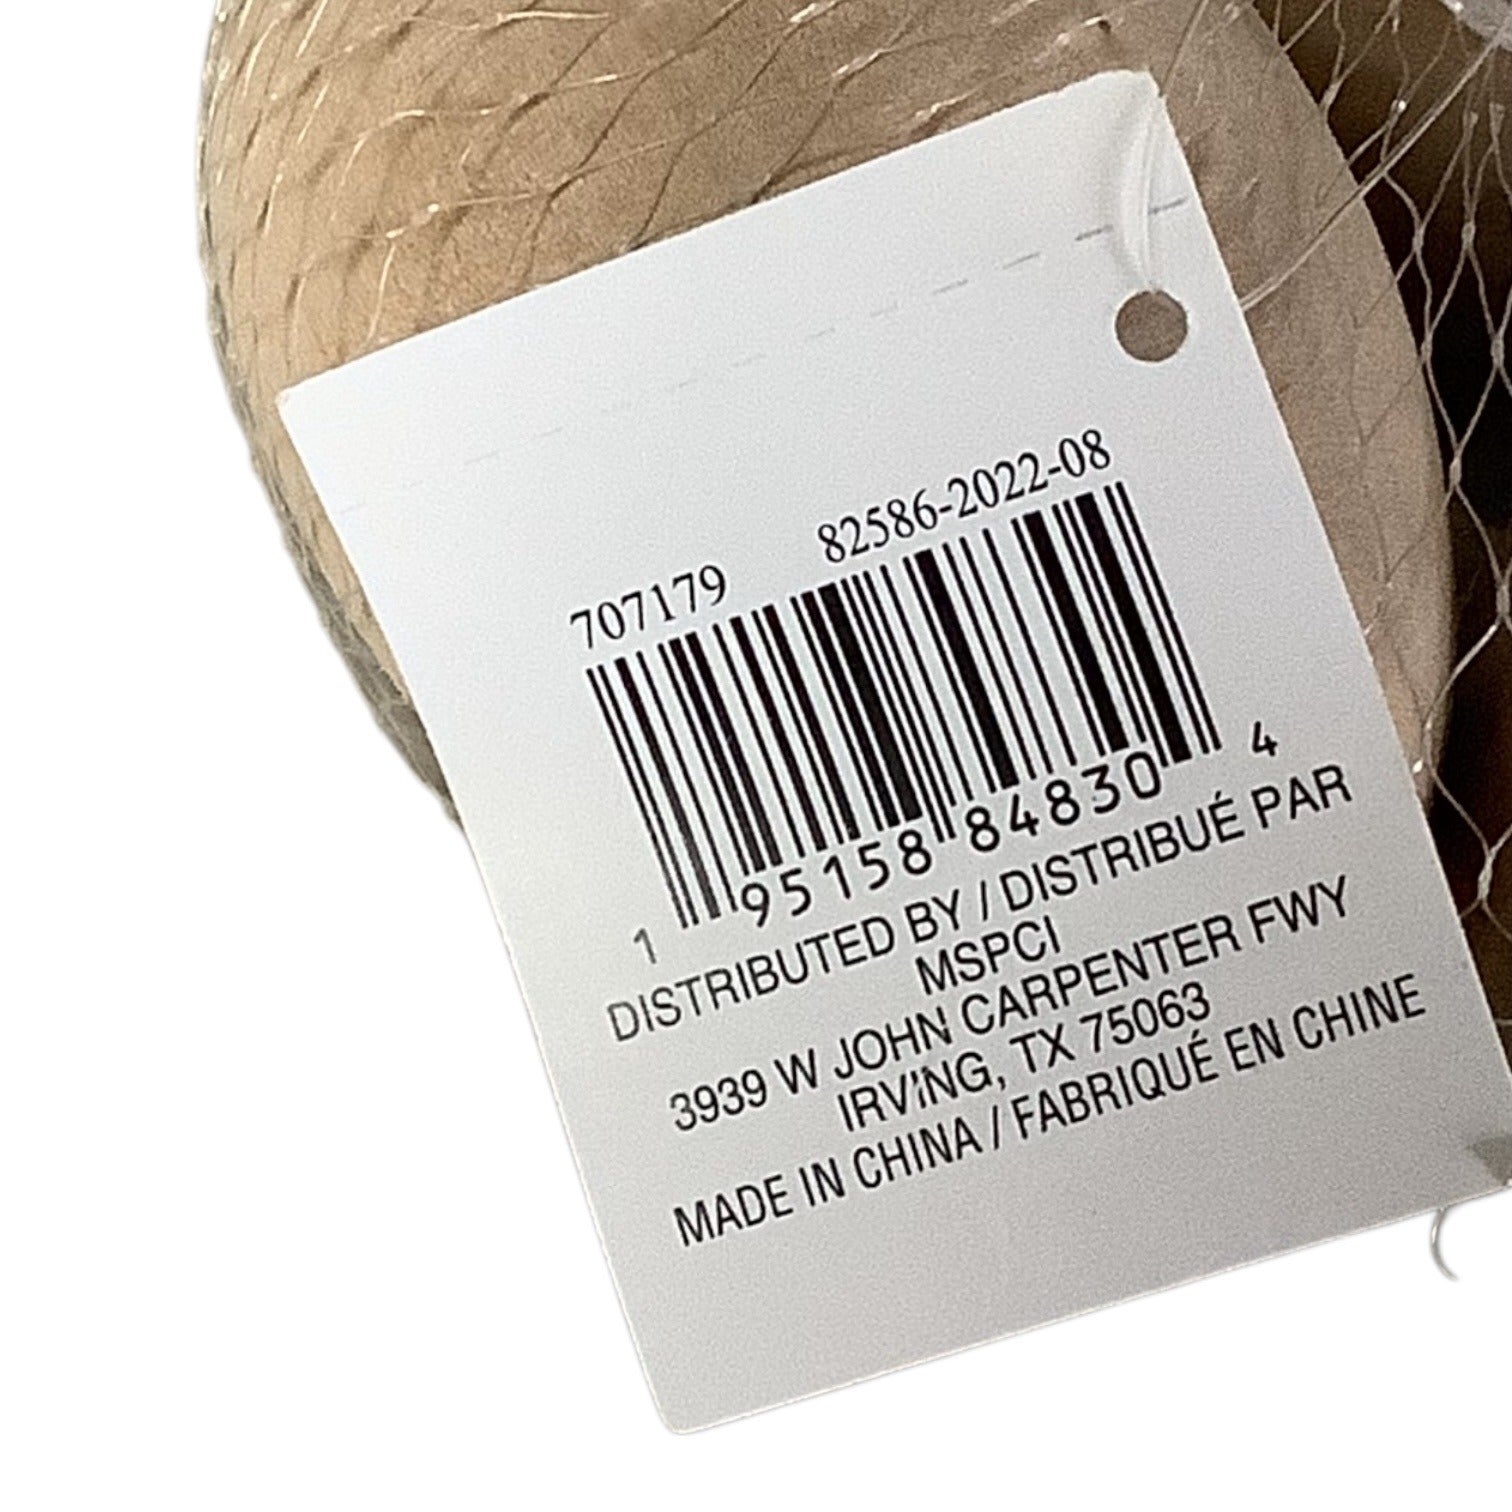 707179 82586-2022-08
1 95158 84830 4
DISTRIBUTED BY / DISTRIBUÉ PAR
MSPCI
3939 W JOHN CARPENTER FWY
IRVING, TX 75063
MADE IN CHINA / FABRIQUÉ EN CHINE